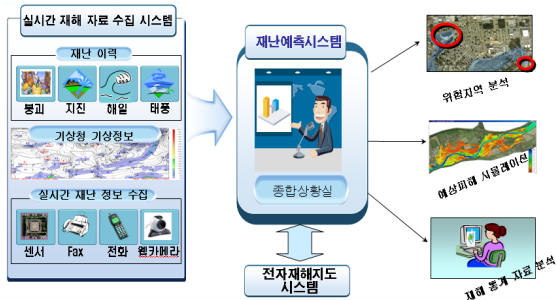 실시간 재해 자료 수집 시스템
재난 이력
붕괴 지진 해일 태풍
기상청 기상정보
실시간 재난 정보 수집
센서 Fax 전화 웹카메라
재난예측시스템
종합상황실
전자재해지도
시스템
위험지역 분석
예상피해 시뮬레이션
재해 통계 자료 분석